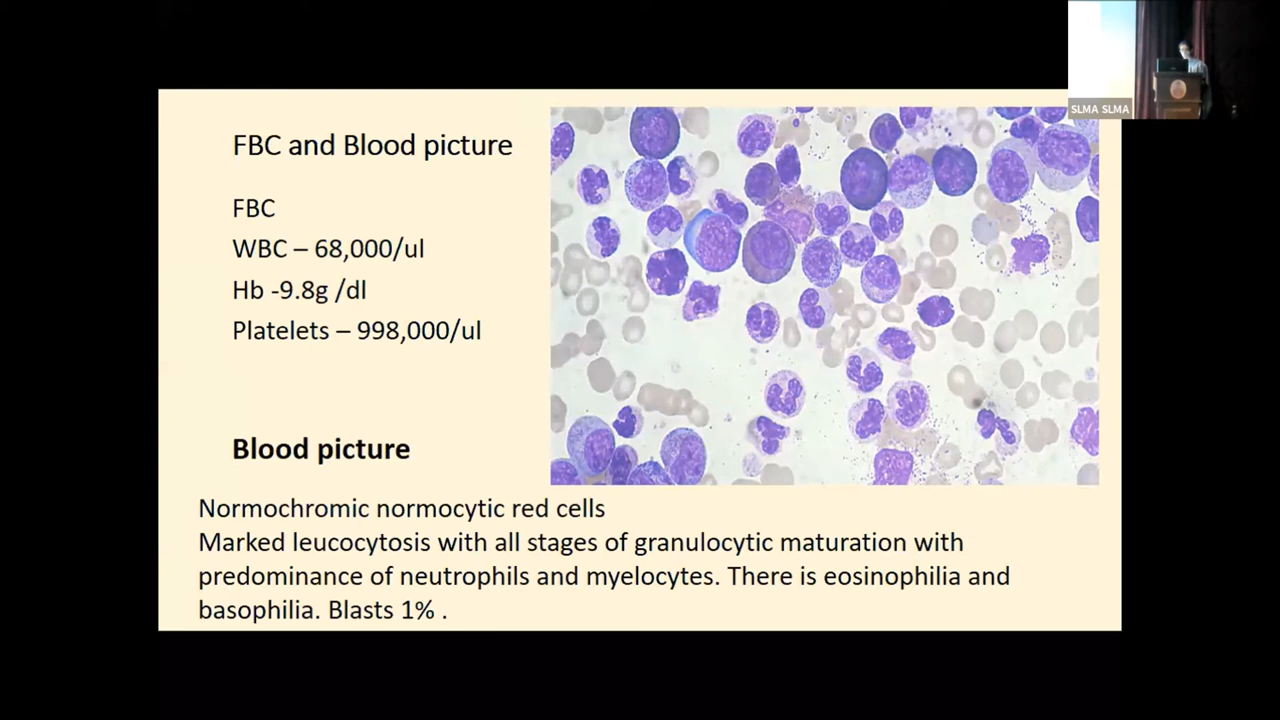 SLMA SLMA
FBC and Blood picture
FBC
WBC – 68,000/ul
Hb -9.8g /dl
Platelets – 998,000/ul
Blood picture
Normochromic normocytic red cells
Marked leucocytosis with all stages of granulocytic maturation with
predominance of neutrophils and myelocytes. There is eosinophilia and
basophilia. Blasts 1% .